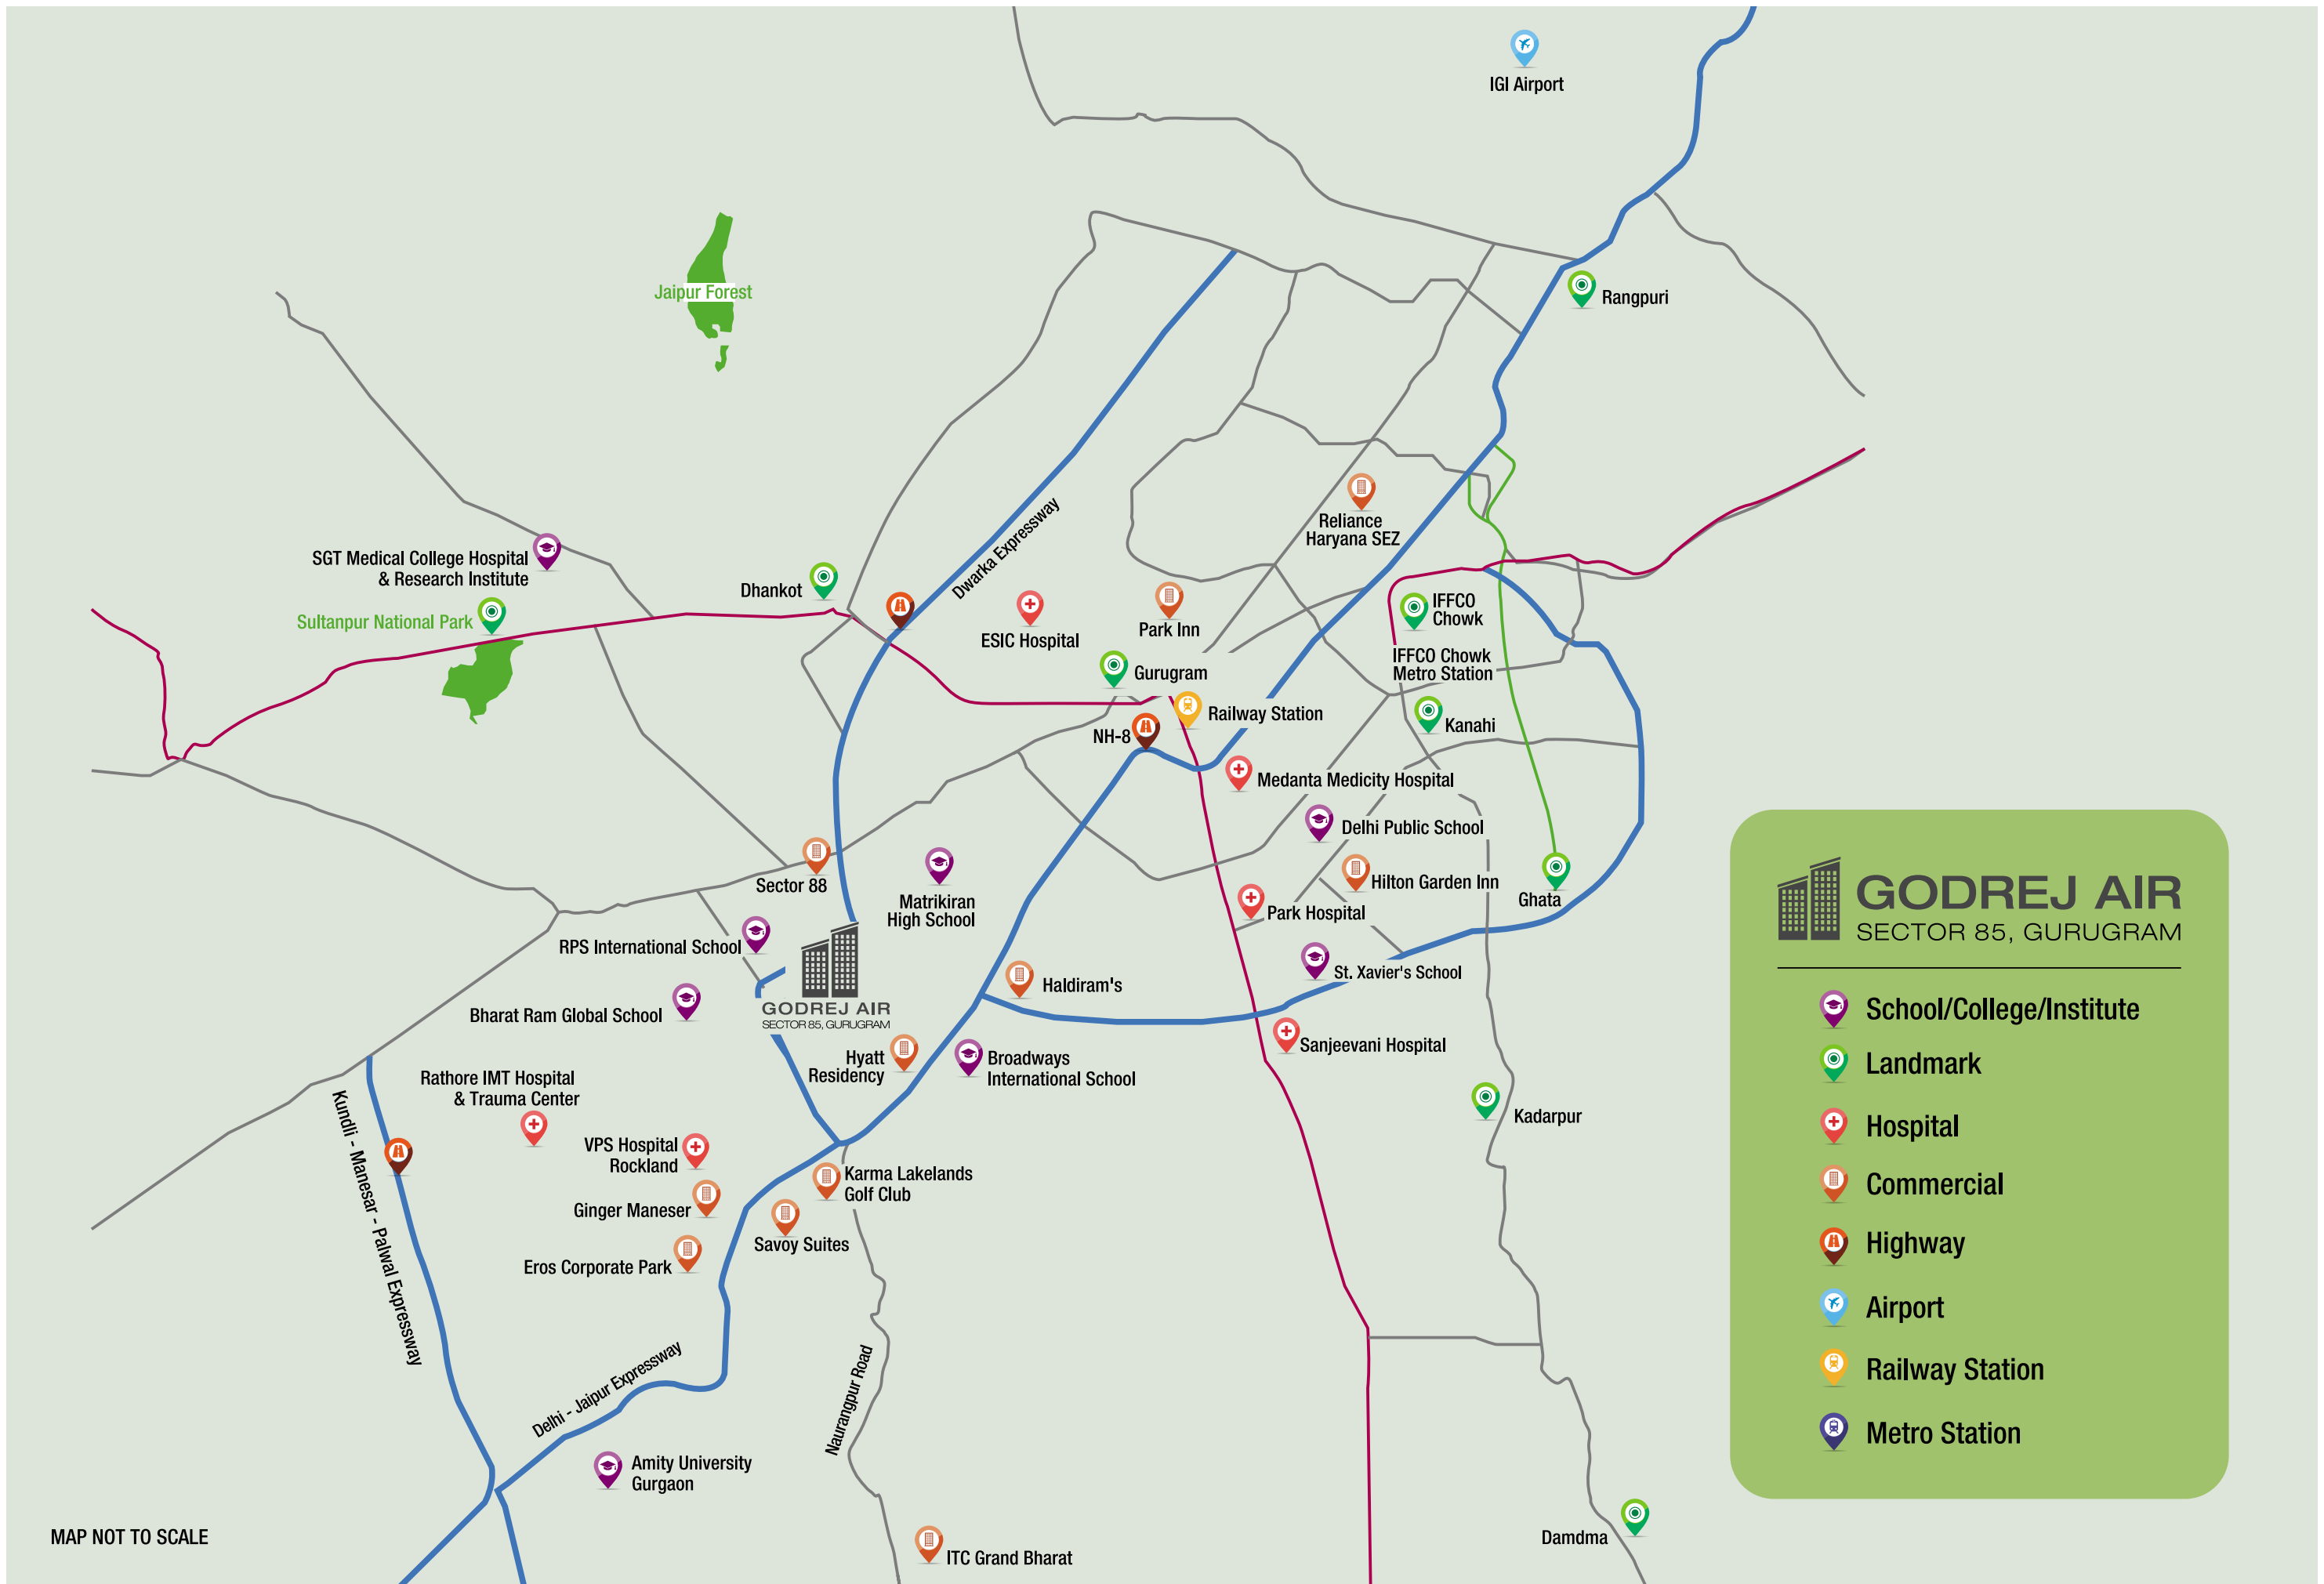 IGI Airport
Jaipur Forest
Rangpuri
Dwarka Expressway
Reliance
Haryana SEZ
SGT Medical College Hospital
& Research Institute
Sultanpur National Park
Dhankot
ESIC Hospital
Park Inn
IFFCO
Chowk
IFFCO Chowk
Metro Station
Gurugram
Railway Station
NH-8
Kanahi
Medanta Medicity Hospital
Delhi Public School
Sector 88
Matrikiran
High School
Hilton Garden Inn
Ghata
Park Hospital
RPS International School
St. Xavier's School
Haldiram's
Bharat Ram Global School
GODREJ AIR
SECTOR 85, GURUGRAM
Hyatt
Residency
Broadways
International School
Sanjeevani Hospital
Rathore IMT Hospital
& Trauma Center
Kadarpur
Kundli - Manesar - Palwal Expressway
VPS Hospital
Rockland
Karma Lakelands
Golf Club
Ginger Maneser
Savoy Suites
Eros Corporate Park
Delhi - Jaipur Expressway
Naurangpur Road
Amity University
Gurgaon
ITC Grand Bharat
Damdma
MAP NOT TO SCALE
GODREJ AIR
SECTOR 85, GURUGRAM
School/College/Institute
Landmark
Hospital
Commercial
Highway
Airport
Railway Station
Metro Station